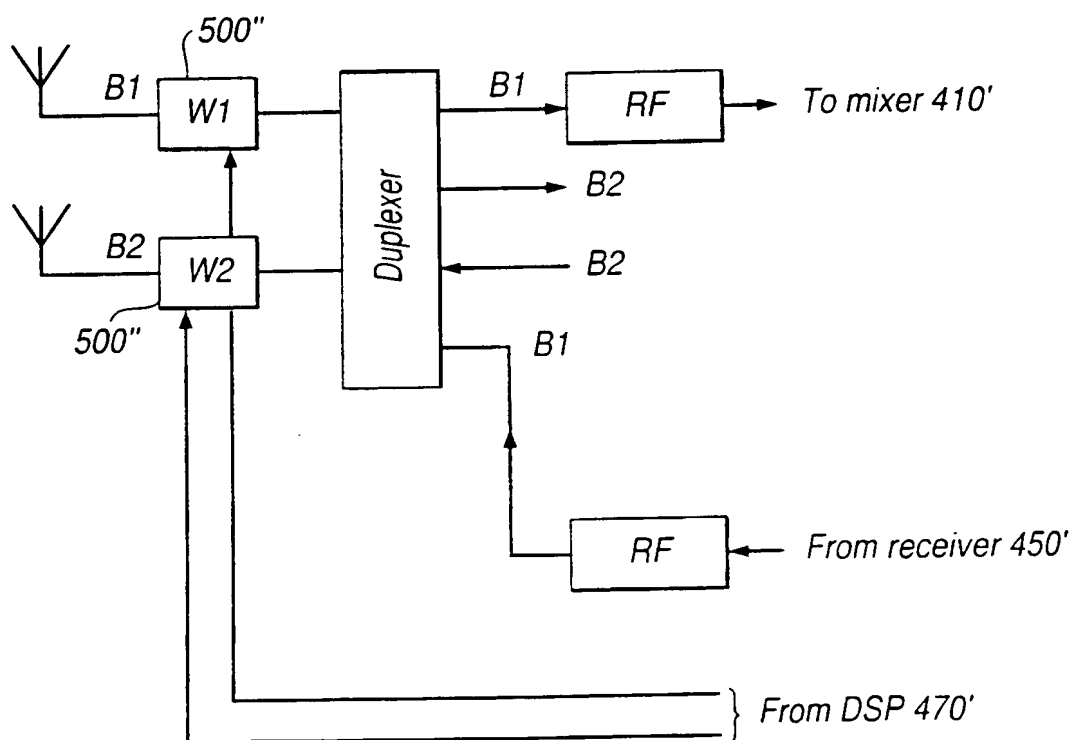 500"
B1
W1
B1
RF
To mixer 410'
B2
B2
W2
Duplexer
B2
500"
B1
RF
From receiver 450'
From DSP 470'